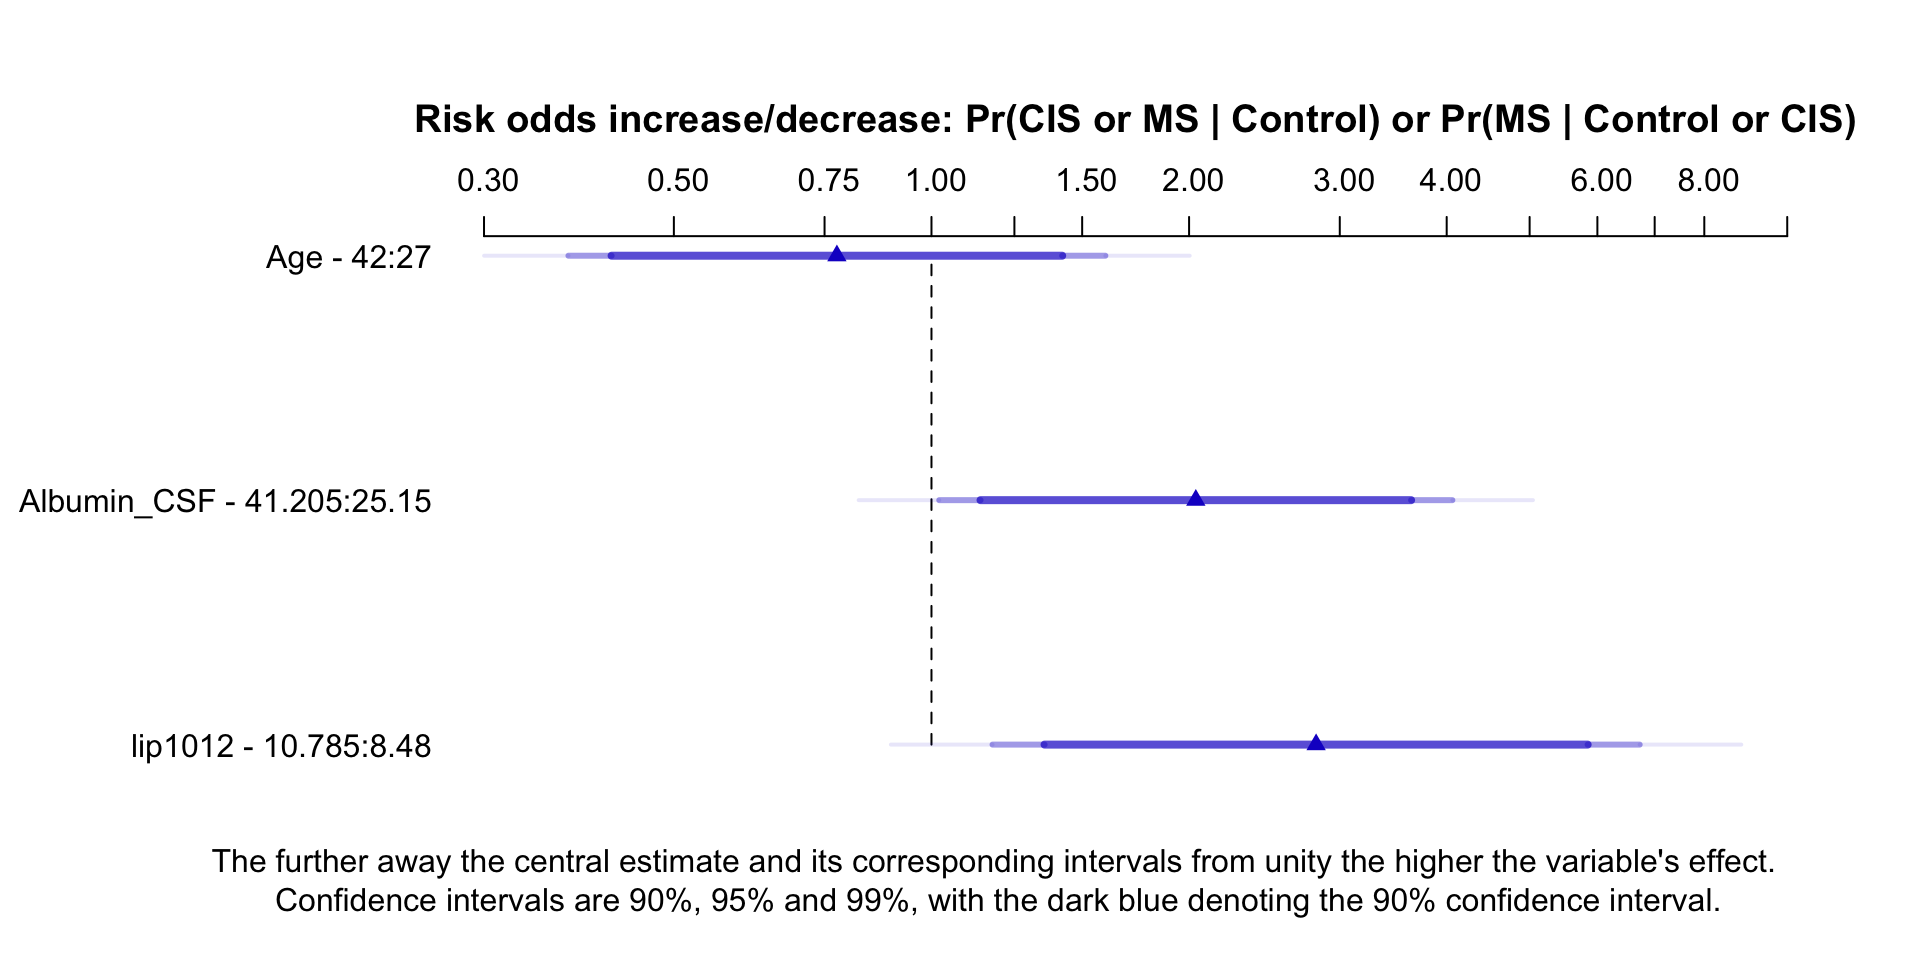 Risk odds increase/decrease: Pr(CIS or MS | Control) or Pr(MS | Control or CIS)
0.30 0.50 0.75 1.00 1.50 2.00 3.00 4.00 6.00 8.00
Age - 42:27
Albumin_CSF - 41.205:25.15
lip1012 - 10.785:8.48
The further away the central estimate and its corresponding intervals from unity the higher the variable's effect.
Confidence intervals are 90%, 95% and 99%, with the dark blue denoting the 90% confidence interval.